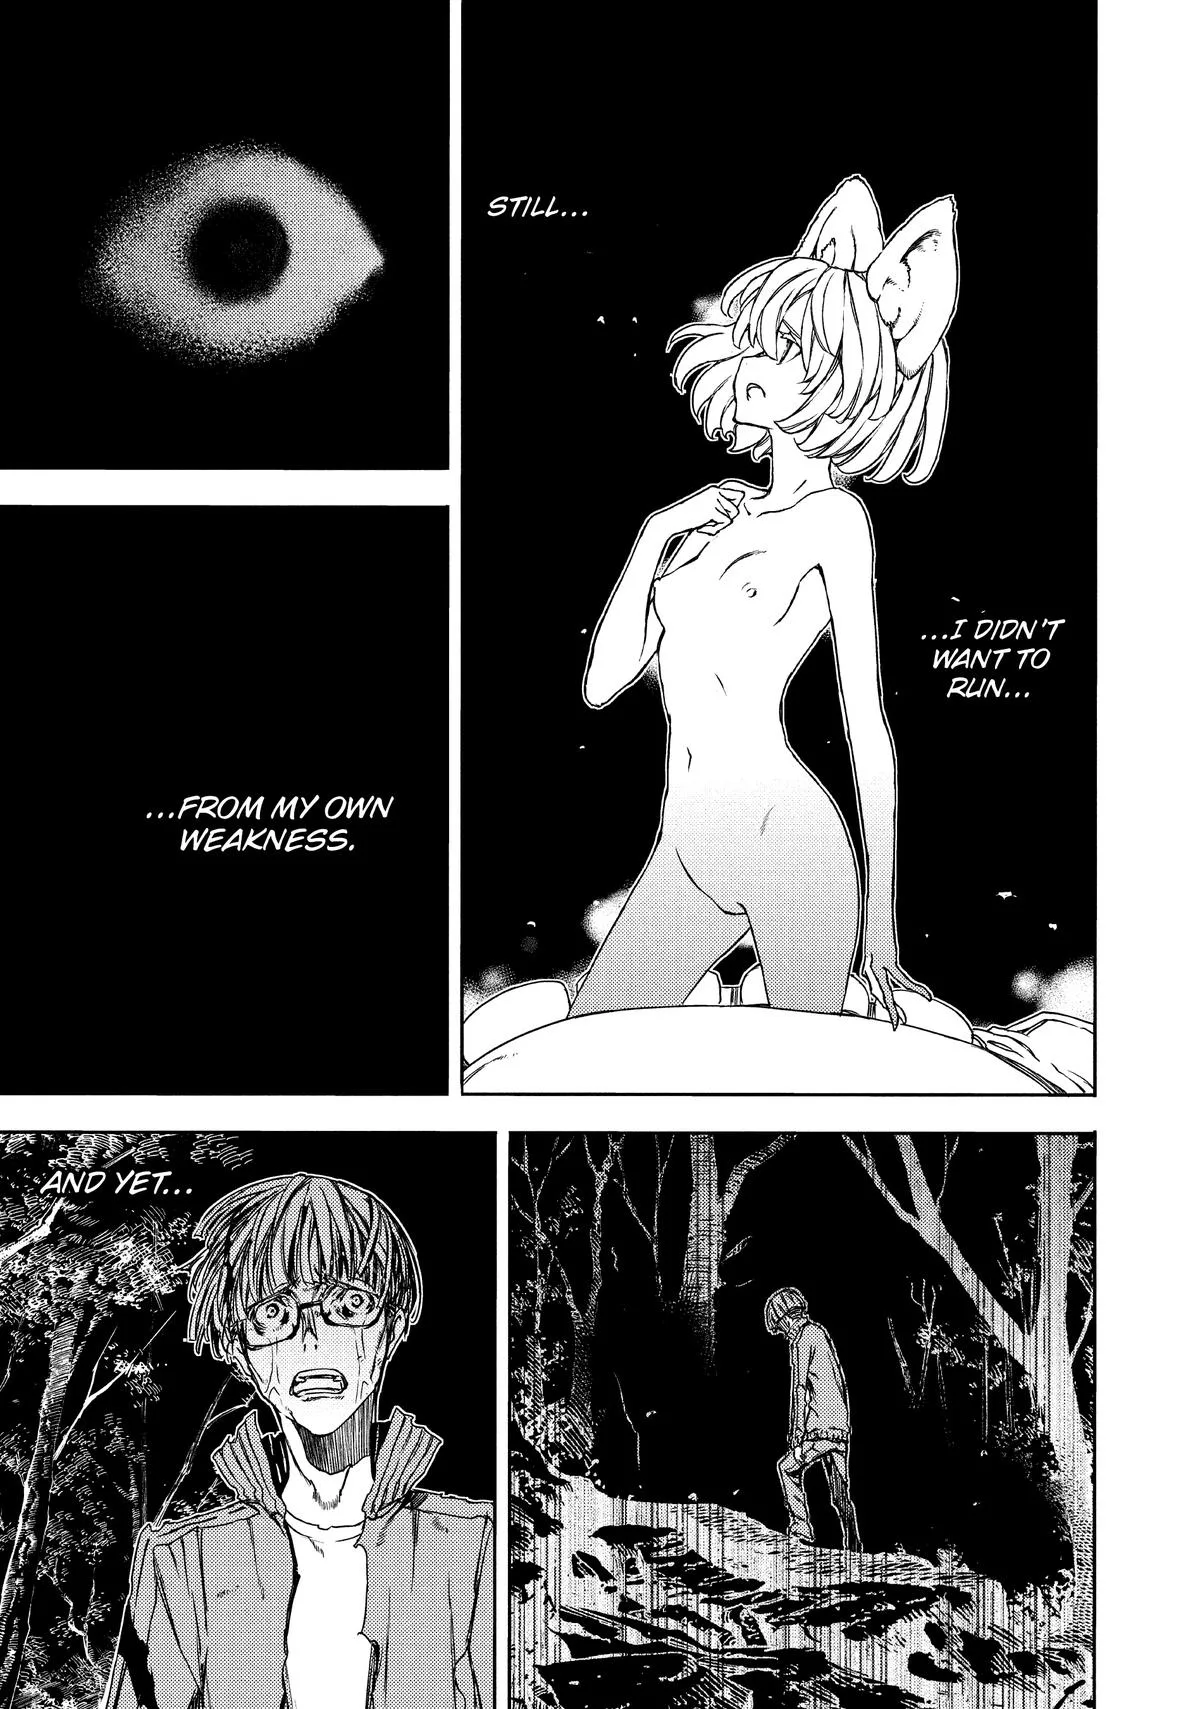 STILL...
...I DIDN'T
WANT TO
RUN...
...FROM MY OWN
WEAKNESS.
AND YET...